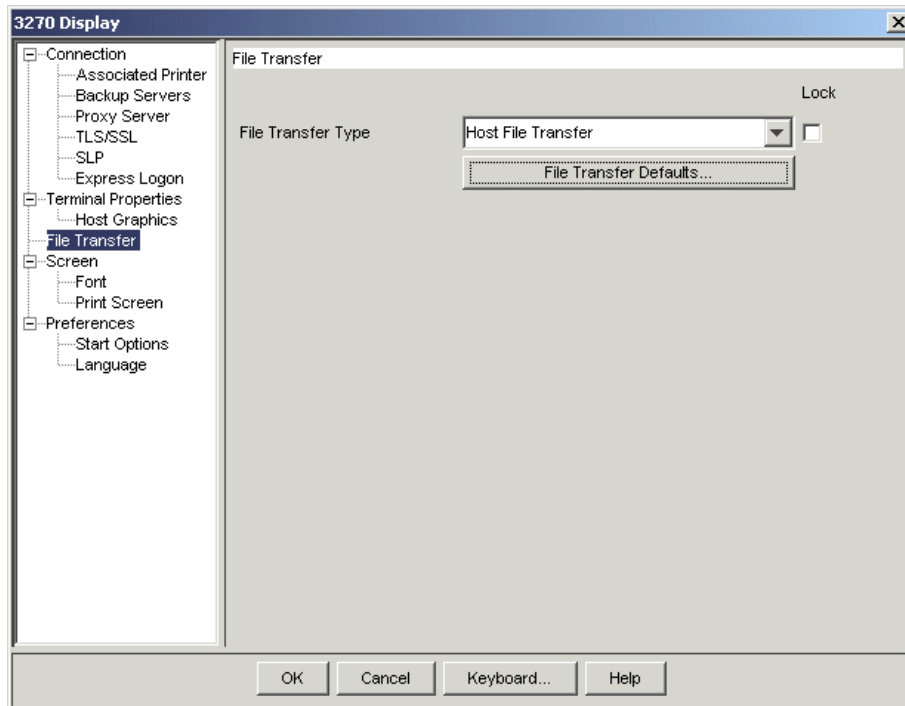 3270 Display
Connection
Associated Printer
Backup Servers
Proxy Server
TLS/SSL
SLP
Express Logon
Terminal Properties
Host Graphics
File Transfer
Screen
Font
Print Screen
Preferences
Start Options
Language
File Transfer
Lock
File Transfer Type
Host File Transfer
File Transfer Defaults...
OK
Cancel
Keyboard...
Help